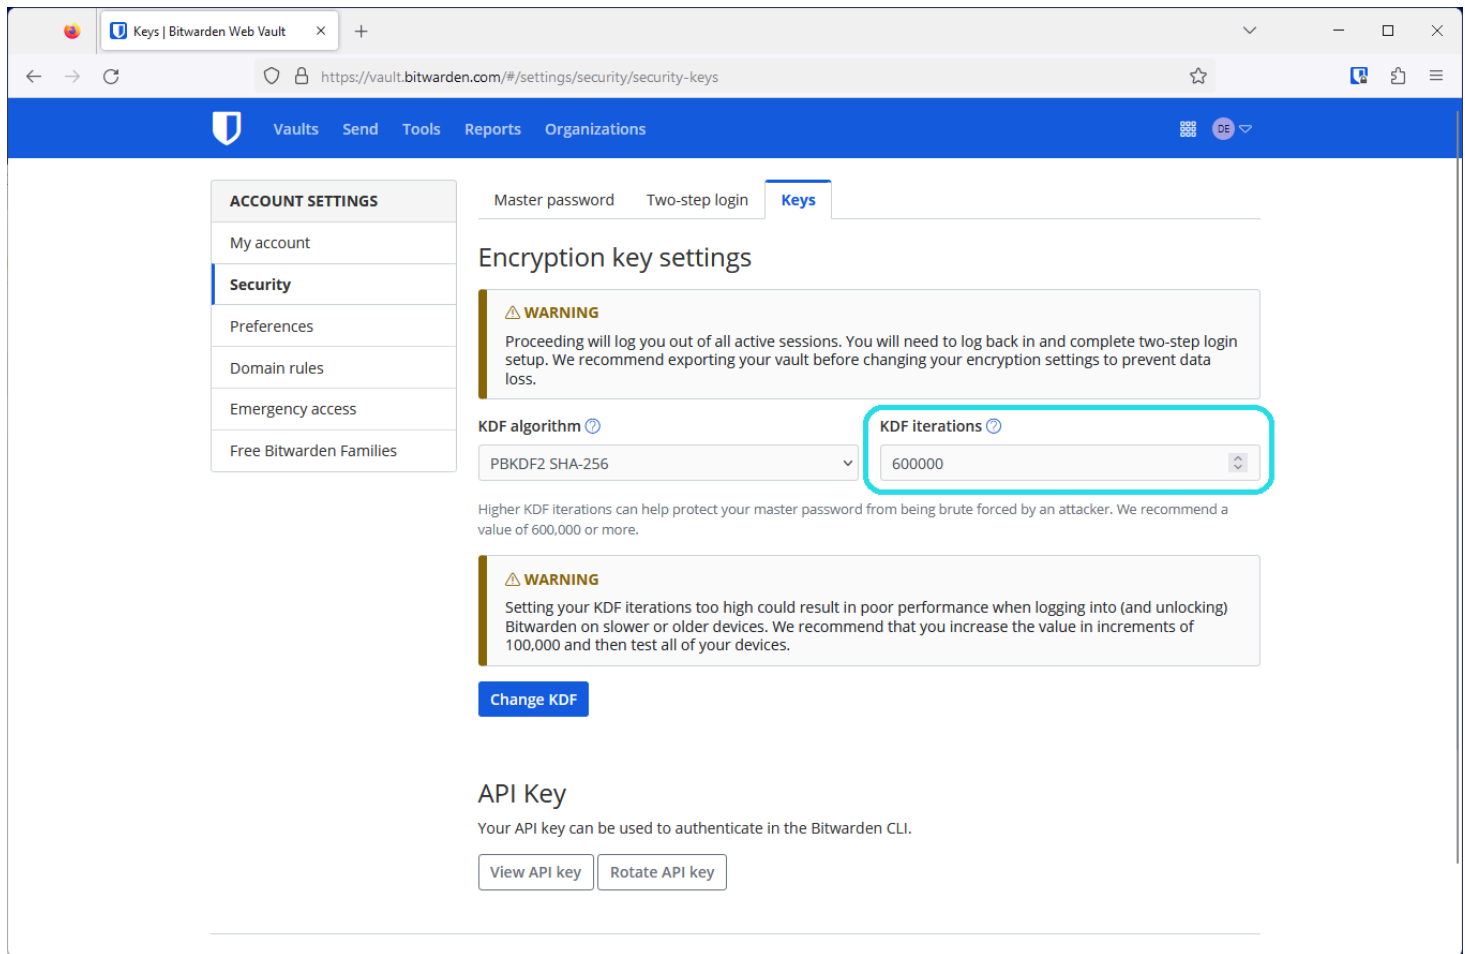 Keys | Bitwarden Web Vault
https://vault.bitwarden.com/#/settings/security/security-keys
Vaults Send Tools Reports Organizations
DE
ACCOUNT SETTINGS
My account
Security
Preferences
Domain rules
Emergency access
Free Bitwarden Families
Master password Two-step login Keys
Encryption key settings
WARNING
Proceeding will log you out of all active sessions. You will need to log back in and complete two-step login
setup. We recommend exporting your vault before changing your encryption settings to prevent data
loss.
KDF algorithm KDF iterations
PBKDF2 SHA-256 600000
Higher KDF iterations can help protect your master password from being brute forced by an attacker. We recommend a
value of 600,000 or more.
WARNING
Setting your KDF iterations too high could result in poor performance when logging into (and unlocking)
Bitwarden on slower or older devices. We recommend that you increase the value in increments of
100,000 and then test all of your devices.
Change KDF
API Key
Your API key can be used to authenticate in the Bitwarden CLI.
View API key Rotate API key